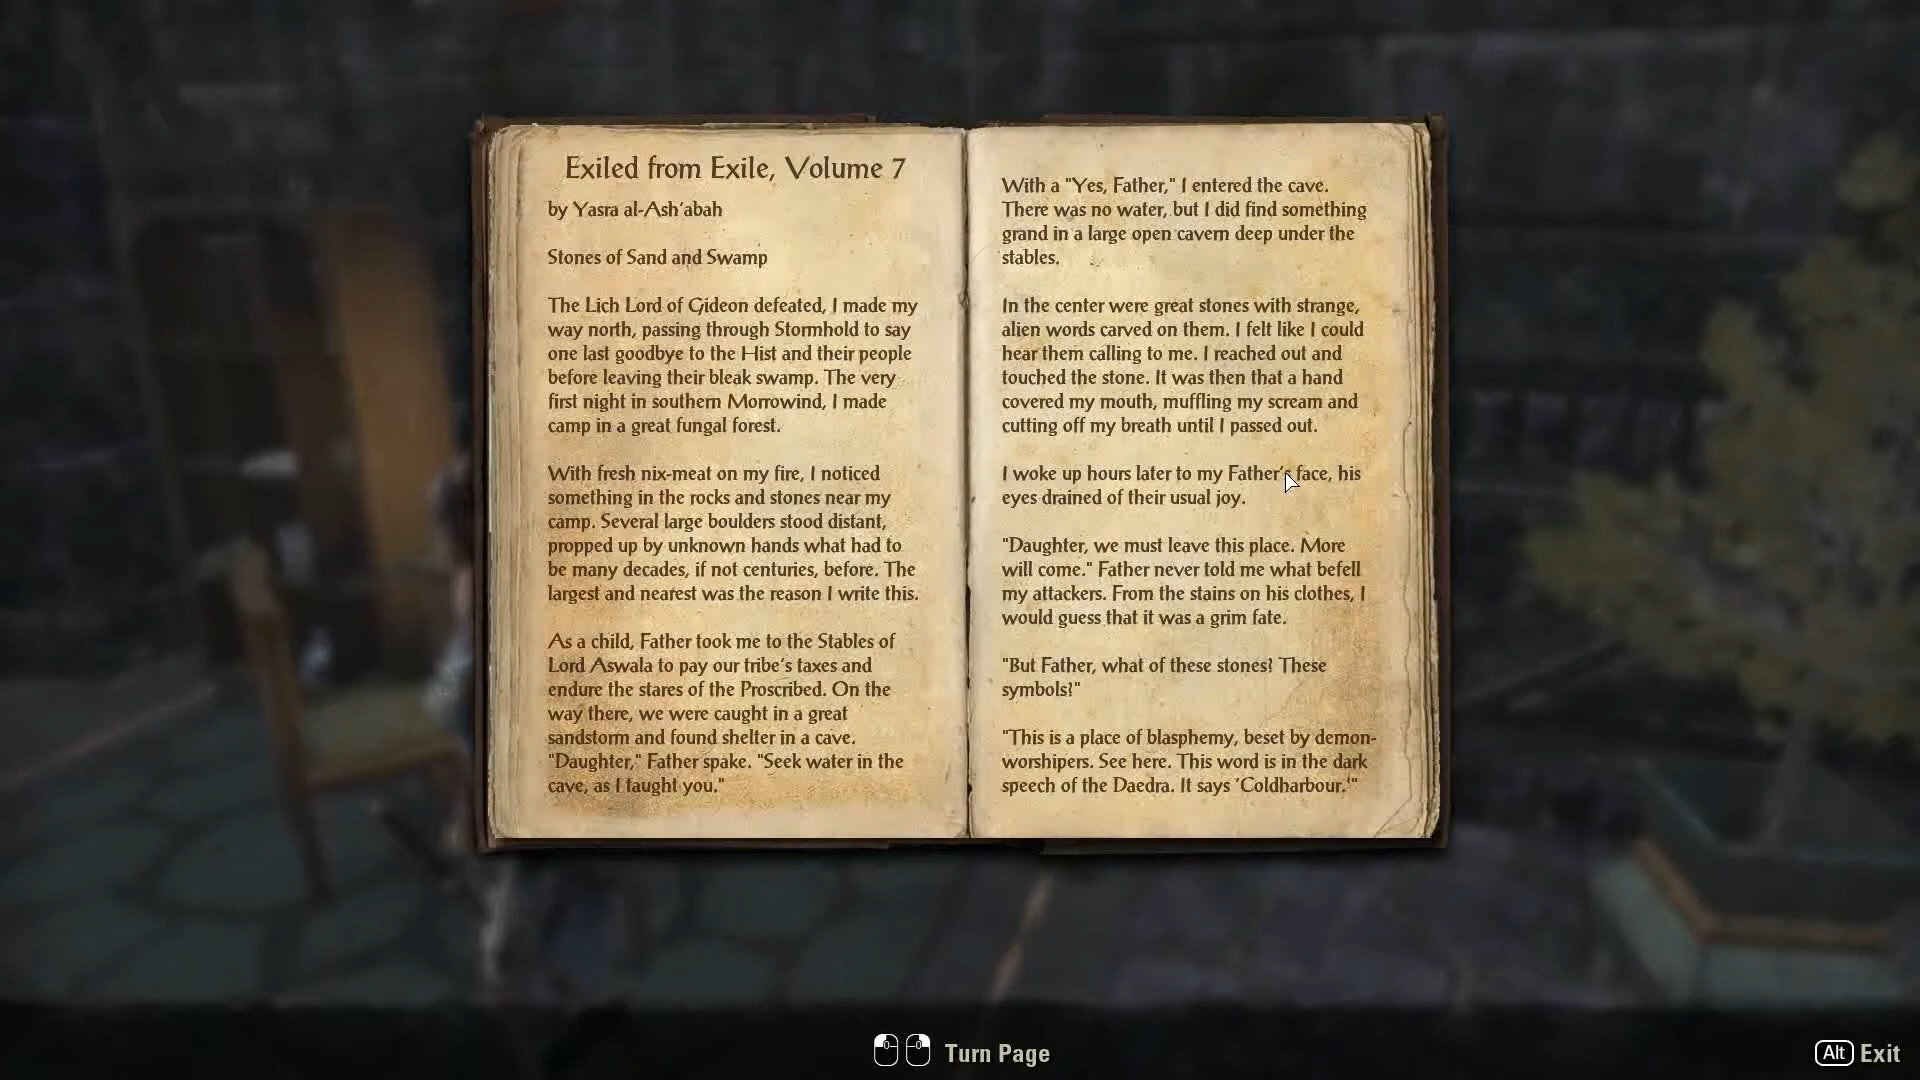 Exiled from Exile, Volume 7
by Yasra al-Ash'abah
Stones of Sand and Swamp
The Lich Lord of Gideon defeated, I made my
way north, passing through Stormhold to say
one last goodbye to the Hist and their people
before leaving their bleak swamp. The very
first night in southern Morrowind, I made
camp in a great fungal forest.
With fresh nix-meat on my fire, I noticed
something in the rocks and stones near my
camp. Several large boulders stood distant,
propped up by unknown hands what had to
be many decades, if not centuries, before. The
largest and nearest was the reason I write this.
As a child, Father took me to the Stables of
Lord Aswala to pay our tribe's taxes and
endure the stares of the Proscribed. On the
way there, we were caught in a great
sandstorm and found shelter in a cave.
"Daughter," Father spake. "Seek water in the
cave, as I taught you."
With a "Yes, Father," I entered the cave.
There was no water, but I did find something
grand in a large open cavern deep under the
stables.
In the center were great stones with strange,
alien words carved on them. I felt like I could
hear them calling to me. I reached out and
touched the stone. It was then that a hand
covered my mouth, muffling my scream and
cutting off my breath until I passed out.
I woke up hours later to my Father's face, his
eyes drained of their usual joy.
"Daughter, we must leave this place. More
will come." Father never told me what befell
my attackers. From the stains on his clothes, I
would guess that it was a grim fate.
"But Father, what of these stones? These
symbols?"
"This is a place of blasphemy, beset by demon-
worshipers. See here. This word is in the dark
speech of the Daedra. It says 'Coldharbour.'"
Turn Page
Alt Exit